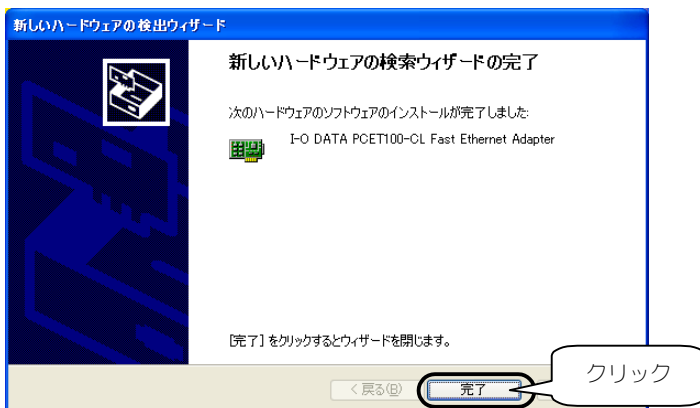 新しいハードウェアの検出ウィザード
新しいハードウェアの検索ウィザードの完了
次のハードウェアのソフトウェアのインストールが完了しました:
I-O DATA PCET100-CL Fast Ethernet Adapter
[完了] をクリックするとウィザードを閉じます。
< 戻る(B)
完了
クリック